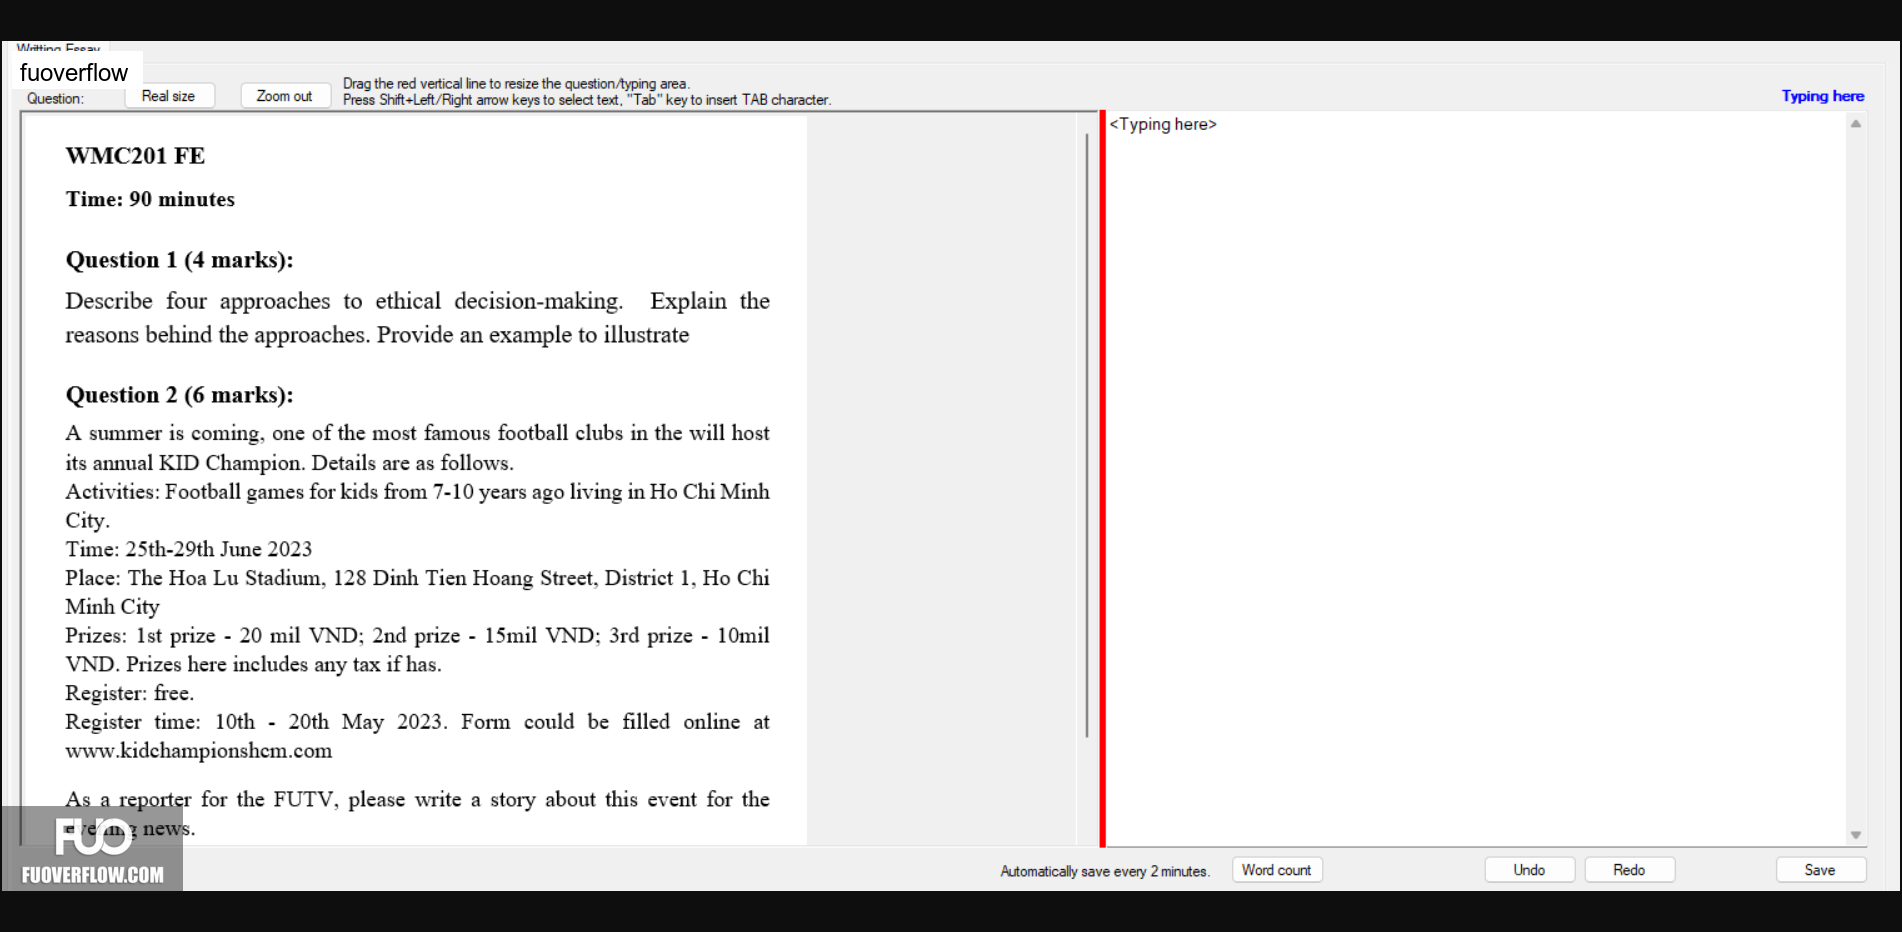 Writting Essay
fuoverflow
Question:
Real size
Zoom out
Drag the red vertical line to resize the question/typing area.
Press Shift+Left/Right arrow keys to select text, "Tab" key to insert TAB character.
Typing here
WMC201 FE
Time: 90 minutes
Question 1 (4 marks):
Describe four approaches to ethical decision-making. Explain the
reasons behind the approaches. Provide an example to illustrate
Question 2 (6 marks):
A summer is coming, one of the most famous football clubs in the will host
its annual KID Champion. Details are as follows.
Activities: Football games for kids from 7-10 years ago living in Ho Chi Minh
City.
Time: 25th-29th June 2023
Place: The Hoa Lu Stadium, 128 Dinh Tien Hoang Street, District 1, Ho Chi
Minh City
Prizes: 1st prize - 20 mil VND; 2nd prize - 15mil VND; 3rd prize - 10mil
VND. Prizes here includes any tax if has.
Register: free.
Register time: 10th - 20th May 2023. Form could be filled online at
www.kidchampionshcm.com
As a reporter for the FUTV, please write a story about this event for the
evening news.
<Typing here>
FUO
FUOVERFLOW.COM
Automatically save every 2 minutes.
Word count
Undo
Redo
Save